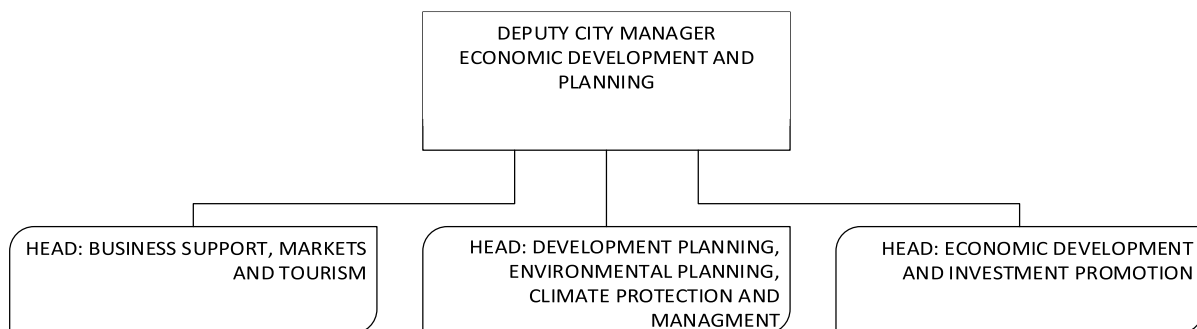 DEPUTY CITY MANAGER
ECONOMIC DEVELOPMENT AND
PLANNING
HEAD: BUSINESS SUPPORT, MARKETS
AND TOURISM
HEAD: DEVELOPMENT PLANNING,
ENVIRONMENTAL PLANNING,
CLIMATE PROTECTION AND
MANAGMENT
HEAD: ECONOMIC DEVELOPMENT
AND INVESTMENT PROMOTION